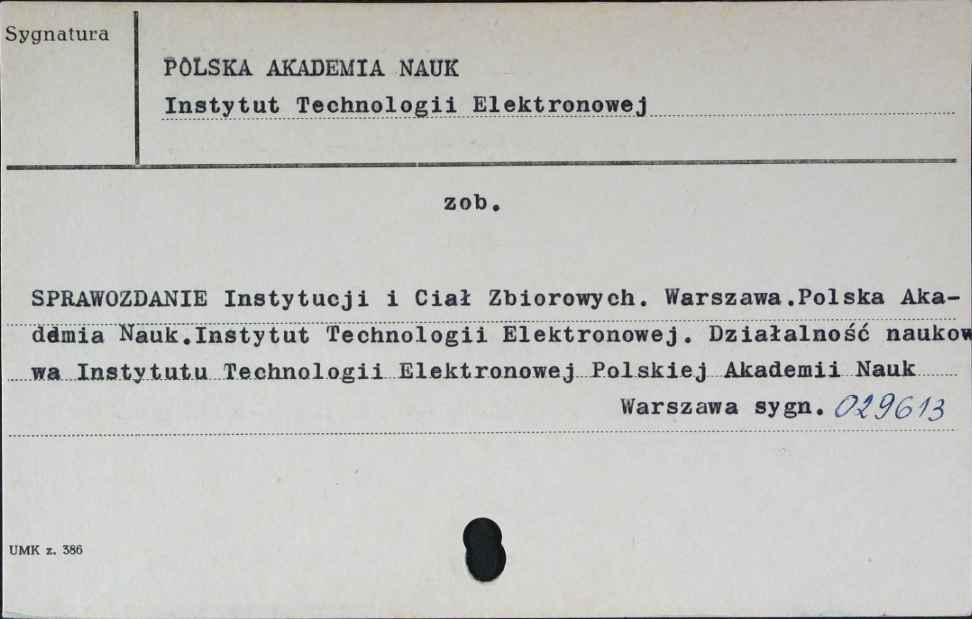 Sygnatura
POLSKA AKADEMIA NAUK
Instytut Technologii Elektronowej
zob.
SPRAWOZDANIE Instytucji i Ciał Zbiorowych. Warszawa.Polska Aka-
demia Nauk.Instytut Technologii Elektronowej. Działalność naukow
wa Instytutu Technologii Elektronowej Polskiej Akademii Nauk
Warszawa sygn. 029613
UMK z. 386